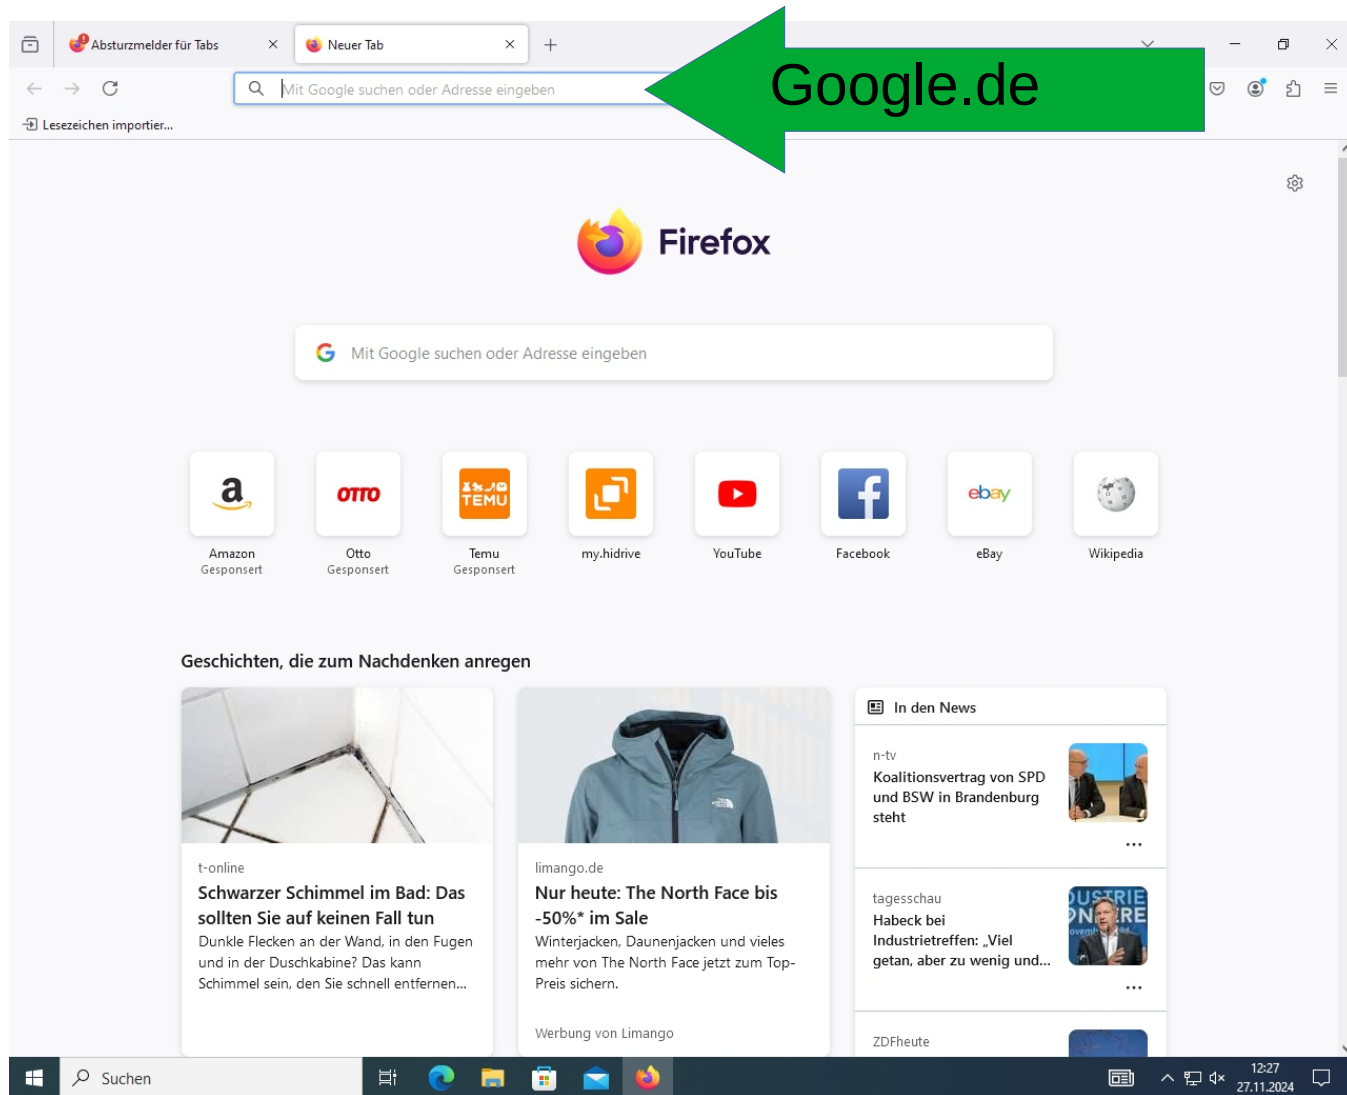 Absturzmelder für Tabs
Neuer Tab
Mit Google suchen oder Adresse eingeben
Google.de
Lesezeichen importier...
Firefox
Mit Google suchen oder Adresse eingeben
a
OTTO
TEMU
ebay
Amazon
Gesponsert
Otto
Gesponsert
Temu
Gesponsert
my.hidrive
YouTube
Facebook
eBay
Wikipedia
Geschichten, die zum Nachdenken anregen
t-online
Schwarzer Schimmel im Bad: Das
sollten Sie auf keinen Fall tun
Dunkle Flecken an der Wand, in den Fugen
und in der Duschkabine? Das kann
Schimmel sein, den Sie schnell entfernen...
limango.de
Nur heute: The North Face bis
-50%* im Sale
Winterjacken, Daunenjacken und vieles
mehr von The North Face jetzt zum Top-
Preis sichern.
Werbung von Limango
In den News
n-tv
Koalitionsvertrag von SPD
und BSW in Brandenburg
steht
tagesschau
Habeck bei
Industrietreffen: „Viel
getan, aber zu wenig und...
ZDFheute
Suchen
12:27
27.11.2024